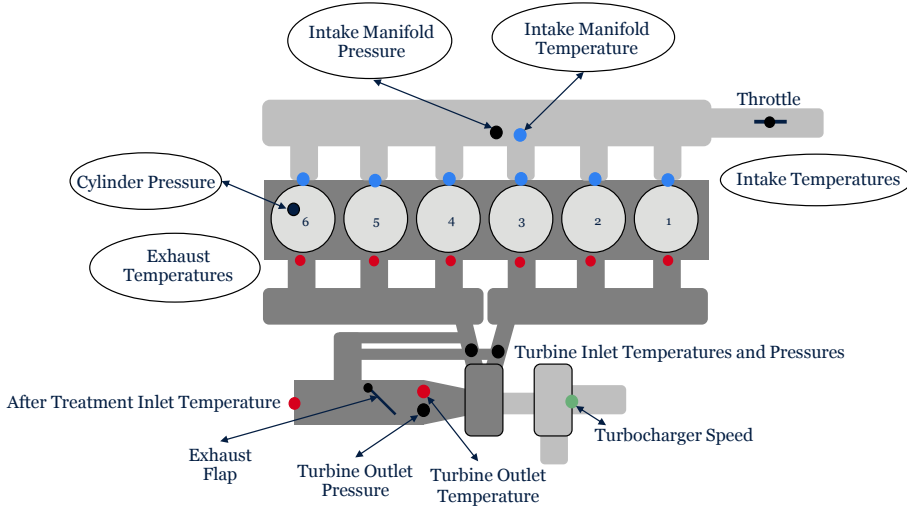 Intake Manifold
Pressure
Intake Manifold
Temperature
Throttle
Cylinder Pressure
Intake Temperatures
6
5
4
3
2
1
Exhaust
Temperatures
Turbine Inlet Temperatures and Pressures
After Treatment Inlet Temperature
Turbocharger Speed
Exhaust
Flap
Turbine Outlet
Pressure
Turbine Outlet
Temperature